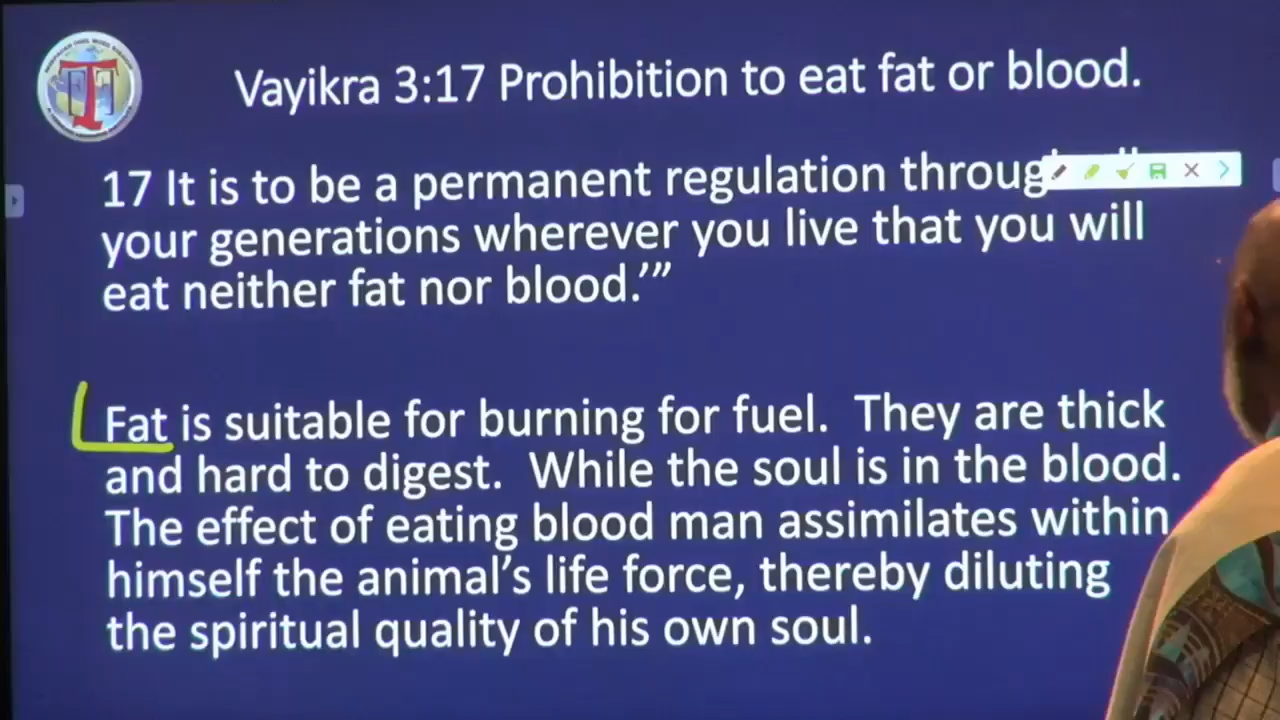 Vayikra 3:17 Prohibition to eat fat or blood.
17 It is to be a permanent regulation
your generations wherever you live that you will
eat neither fat nor blood.’”
Fat is suitable for burning for fuel. They are thick
and hard to digest. While the soul is in the blood.
The effect of eating blood man assimilates within
himself the animal’s life force, thereby diluting
the spiritual quality of his own soul.